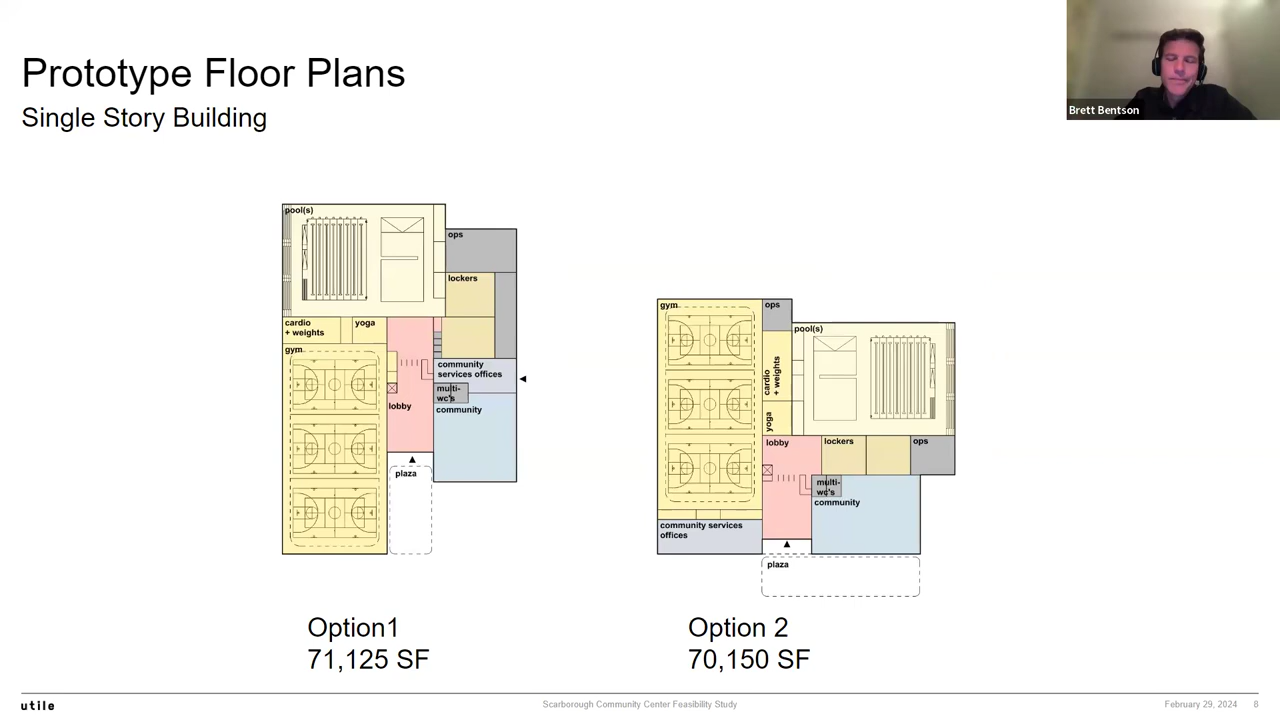 Prototype Floor Plans
Single Story Building
Brett Bentson
pool(s)
ops
lockers
cardio
+ weights
yoga
gym
community
services offices
multi-
wc's
lobby
community
plaza
Option1
71,125 SF
gym
ops
pool(s)
cardio
+ weights
yoga
lobby
lockers
ops
multi-
wc's
community
community services
offices
plaza
Option 2
70,150 SF
utile
Scarborough Community Center Feasibility Study
February 29, 2024
8